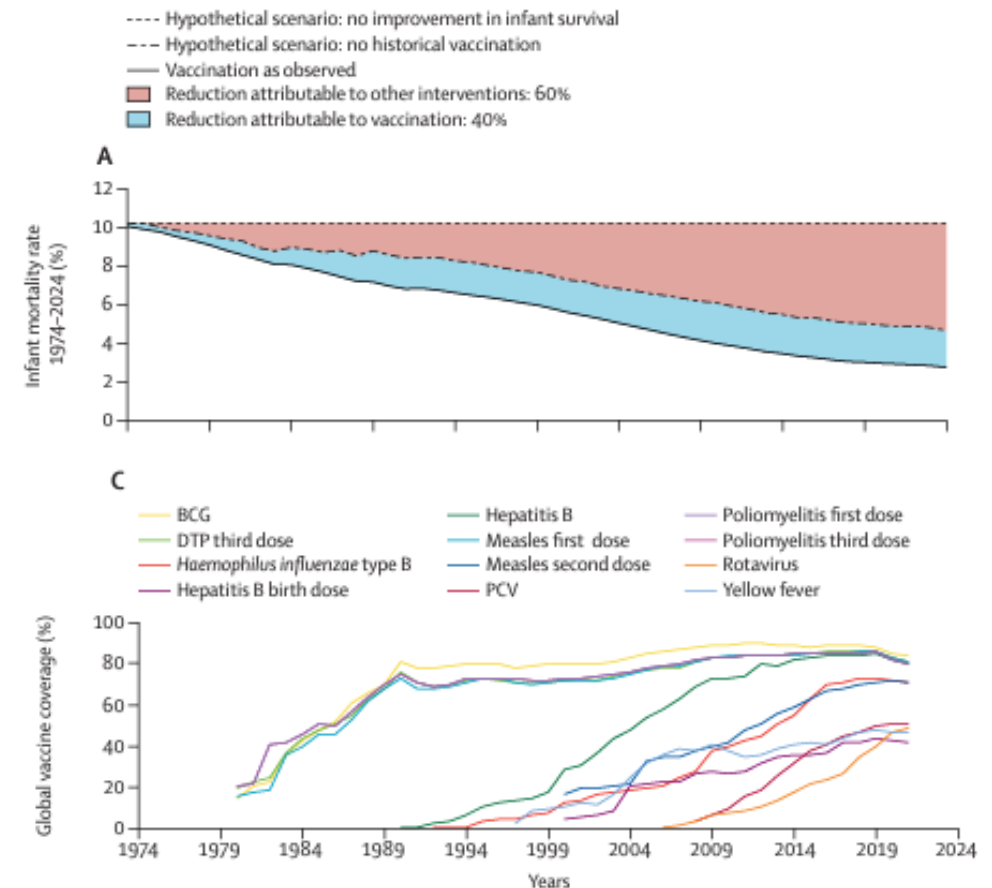 Hypothetical scenario: no improvement in infant survival
Hypothetical scenario: no historical vaccination
Vaccination as observed
Reduction attributable to other interventions: 60%
Reduction attributable to vaccination: 40%
A
12
10
8
6
4
2
0
Infant mortality rate
1974–2024 (%)
C
BCG
DTP third dose
Haemophilus influenzae type B
Hepatitis B birth dose
Hepatitis B
Measles first dose
Measles second dose
PCV
Poliomyelitis first dose
Poliomyelitis third dose
Rotavirus
Yellow fever
100
80
60
40
20
0
Global vaccine coverage (%)
1974 1979 1984 1989 1994 1999 2004 2009 2014 2019 2024
Years